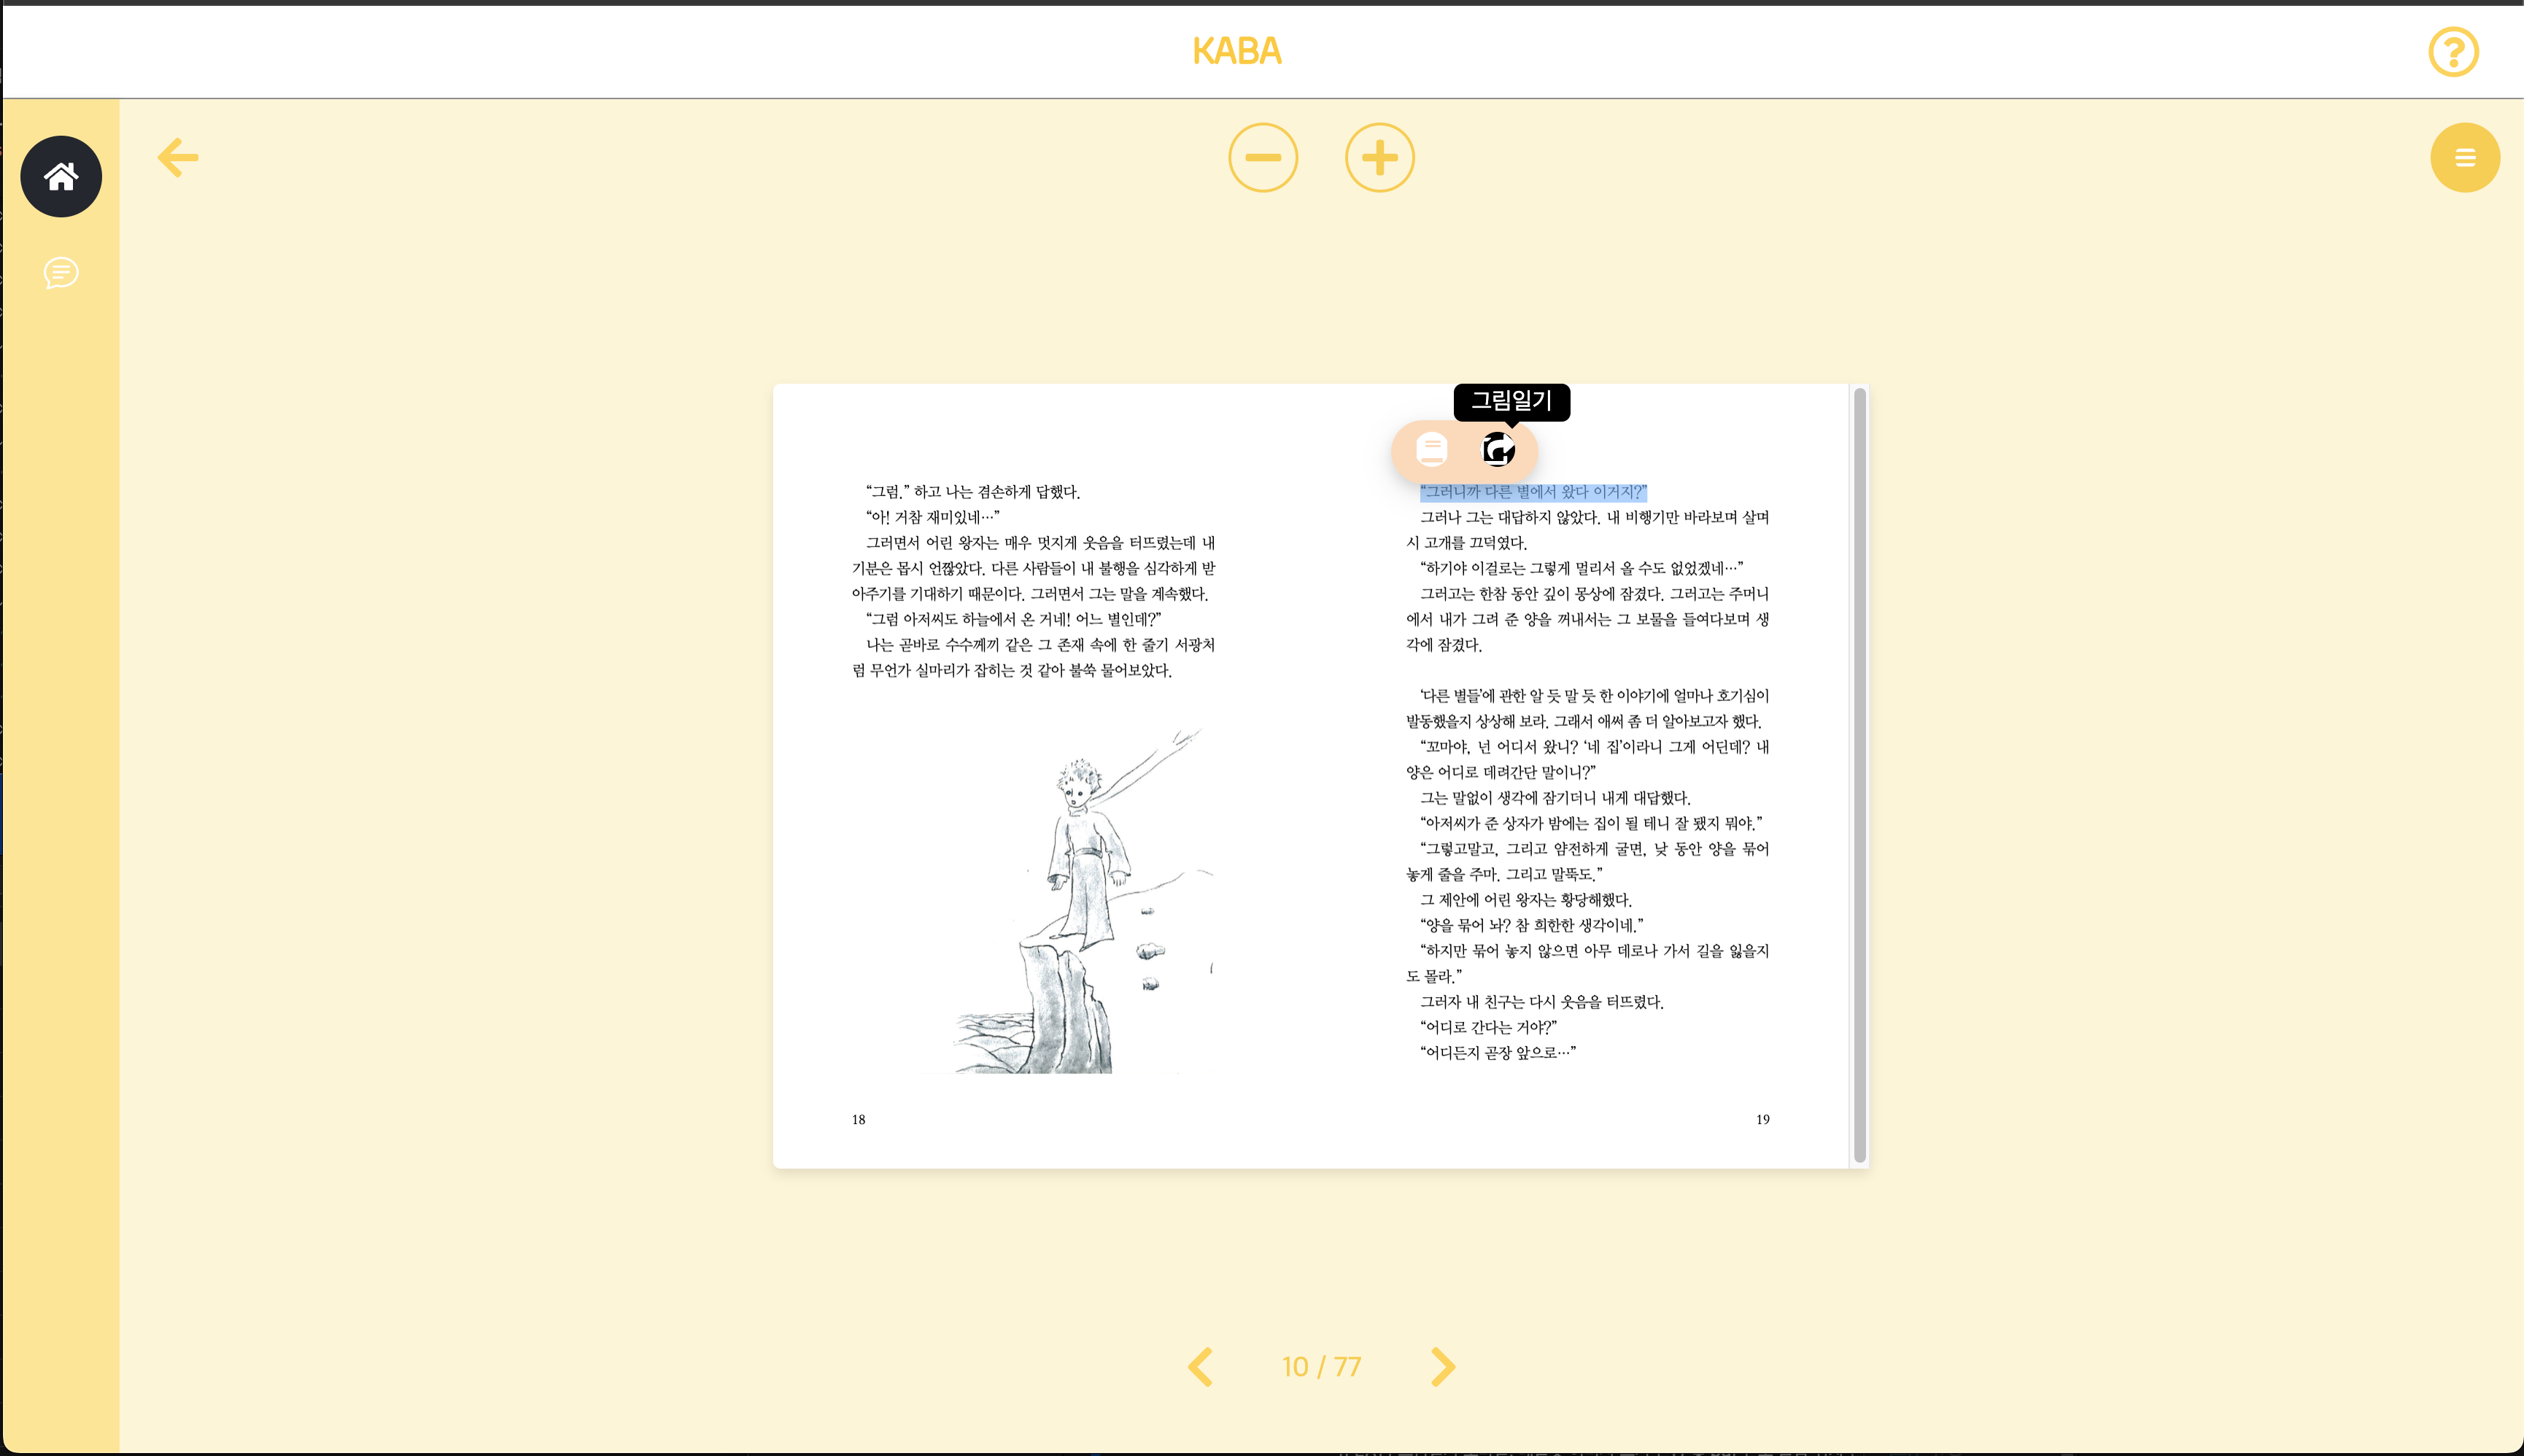 KABA
그림일기
“그럼.” 하고 나는 겸손하게 답했다.
“아! 거참 재미있네…”
그러면서 어린 왕자는 매우 멋지게 웃음을 터뜨렸는데 내
기분은 몹시 언짢았다. 다른 사람들이 내 불행을 심각하게 받
아주기를 기대하기 때문이다. 그러면서 그는 말을 계속했다.
“그럼 아저씨도 하늘에서 온 거네! 어느 별인데?”
나는 곧바로 수수께끼 같은 그 존재 속에 한 줄기 서광처
럼 무언가 실마리가 잡히는 것 같아 불쑥 물어보았다.
18
“그러니까 다른 별에서 왔다 이거지?”
그러나 그는 대답하지 않았다. 내 비행기만 바라보며 살며
시 고개를 끄덕였다.
“하기야 이걸로는 그렇게 멀리서 올 수도 없었겠네…”
그러고는 한참 동안 깊이 몽상에 잠겼다. 그러고는 주머니
에서 내가 그려 준 양을 꺼내서는 그 보물을 들여다보며 생
각에 잠겼다.
‘다른 별들’에 관한 알 듯 말 듯 한 이야기에 얼마나 호기심이
발동했을지 상상해 보라. 그래서 애써 좀 더 알아보고자 했다.
“꼬마야, 넌 어디서 왔니? ‘네 집’이라니 그게 어딘데? 내
양은 어디로 데려간단 말이니?”
그는 말없이 생각에 잠기더니 내게 대답했다.
“아저씨가 준 상자가 밤에는 집이 될 테니 잘 됐지 뭐야.”
“그렇고말고, 그리고 얌전하게 굴면, 낮 동안 양을 묶어
놓게 줄을 주마. 그리고 말뚝도.”
그 제안에 어린 왕자는 황당해했다.
“양을 묶어 놔? 참 희한한 생각이네.”
“하지만 묶어 놓지 않으면 아무 데로나 가서 길을 잃을지
도 몰라.”
그러자 내 친구는 다시 웃음을 터뜨렸다.
“어디로 간다는 거야?”
“어디든지 곧장 앞으로…”
19
10 / 77